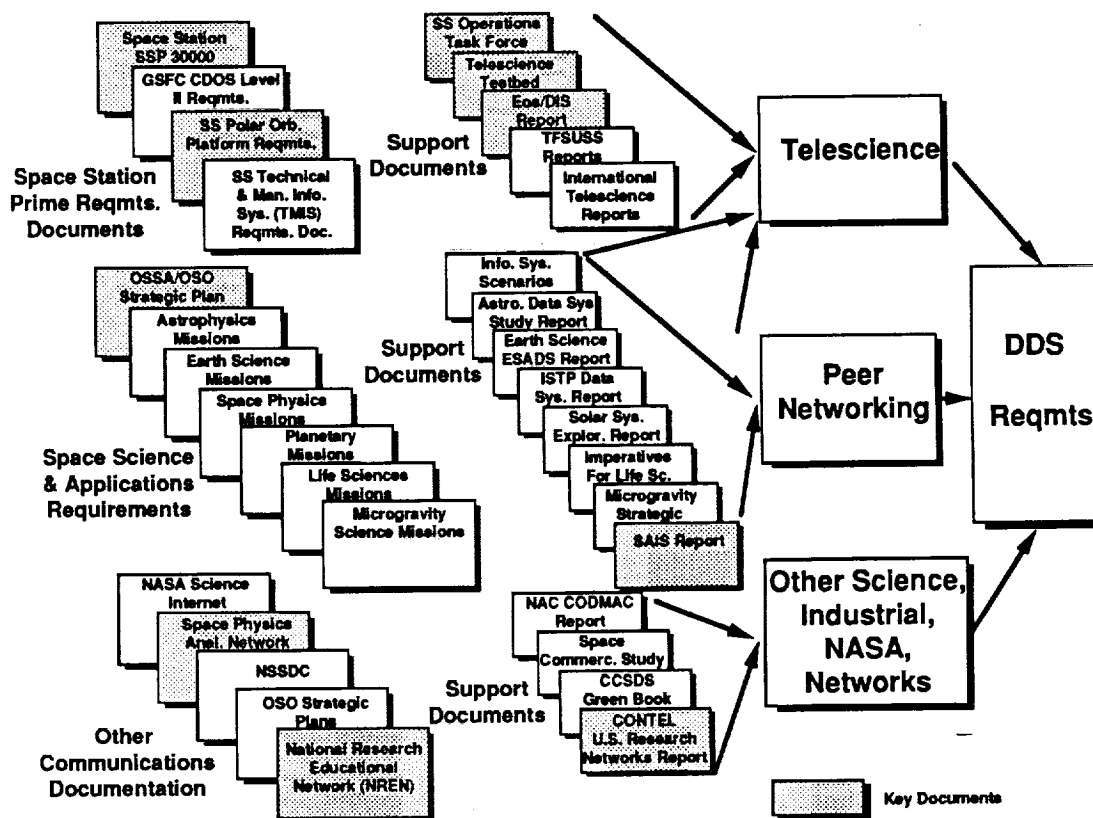 Space Station
SSP 30000
GSFC CDOS Level
II Reqmts.
SS Polar Orb.
Platform Reqmts.
SS Technical
& Man. Info.
Sys. (TMIS)
Reqmts. Doc.
Space Station
Prime Reqmts.
Documents
SS Operations
Task Force
Telescience
Testbed
Eos/DIS
Report
TFSUSS
Reports
International
Telescience
Reports
Support
Documents
Telescience
OSSA/OSO
Strategic Plan
Astrophysics
Missions
Earth Science
Missions
Space Physics
Missions
Planetary
Missions
Life Sciences
Missions
Microgravity
Science Missions
Space Science
& Applications
Requirements
Info. Sys.
Scenarios
Astro. Data Sys
Study Report
Earth Science
ESADS Report
ISTP Data
Sys. Report
Solar Sys.
Explor. Report
Imperatives
For Life Sc.
Microgravity
Strategic
SAIS Report
Support
Documents
Peer
Networking
DDS
Reqmts
NASA Science
Internet
Space Physics
Anal. Network
NSSDC
OSO Strategic
Plans
National Research
Educational
Network (NREN)
Other
Communications
Documentation
NAC CODMAC
Report
Space
Commerc. Study
CCSDS
Green Book
CONTEL
U.S. Research
Networks Report
Support
Documents
Other Science,
Industrial,
NASA,
Networks
Key Documents